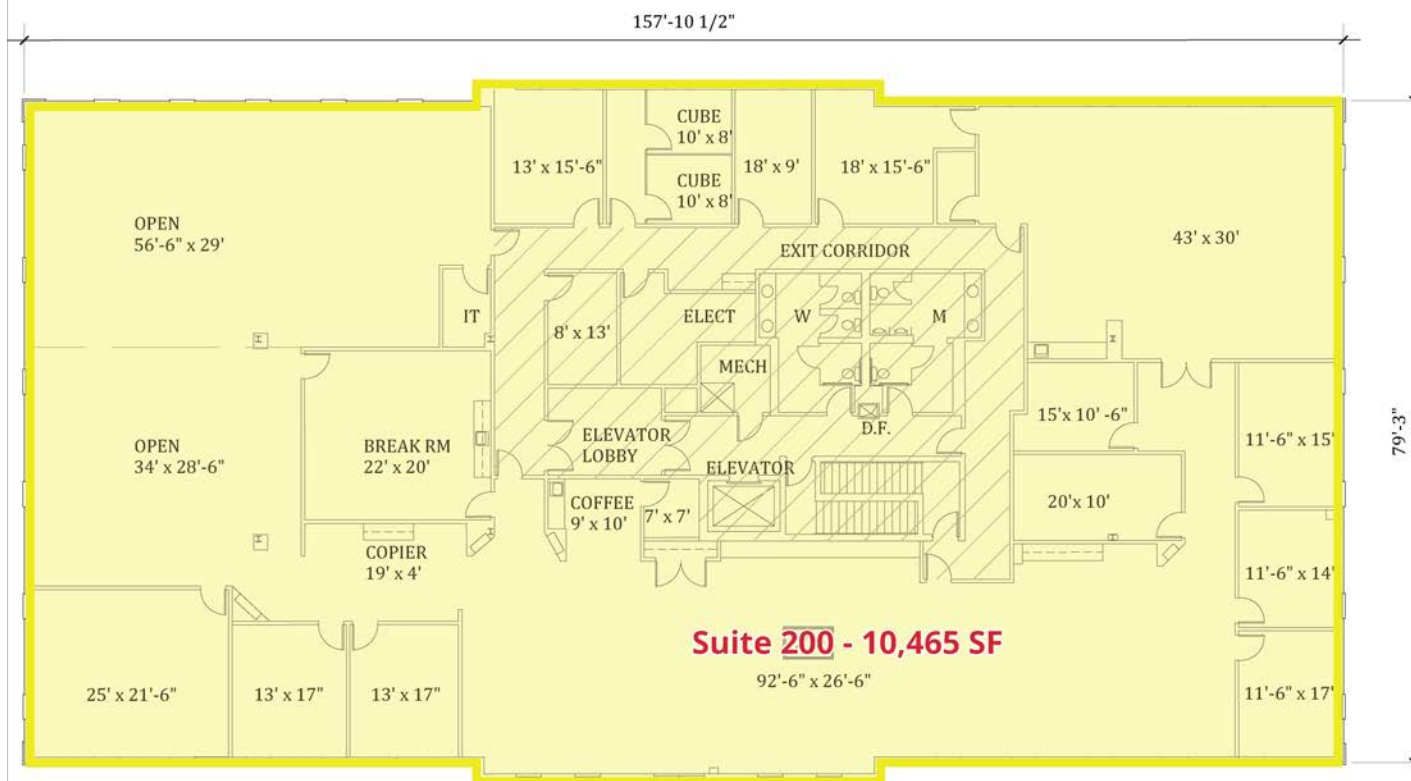 157'-10 1/2"
CUBE
10' x 8'
13' x 15'-6"
18' x 9'
18' x 15'-6"
CUBE
10' x 8'
OPEN
56'-6" x 29'
EXIT CORRIDOR
43' x 30'
IT
8' x 13'
ELECT
W
M
MECH
79'-3"
OPEN
34' x 28'-6"
BREAK RM
22' x 20'
ELEVATOR
LOBBY
D.F.
15'x 10' -6"
11'-6" x 15'
ELEVATOR
COFFEE
9' x 10'
7' x 7'
20'x 10'
COPIER
19' x 4'
11'-6" x 14'
Suite 200 - 10,465 SF
92'-6" x 26'-6"
25' x 21'-6"
13' x 17"
13' x 17"
11'-6" x 17'
H
H
H
H
H
H
H